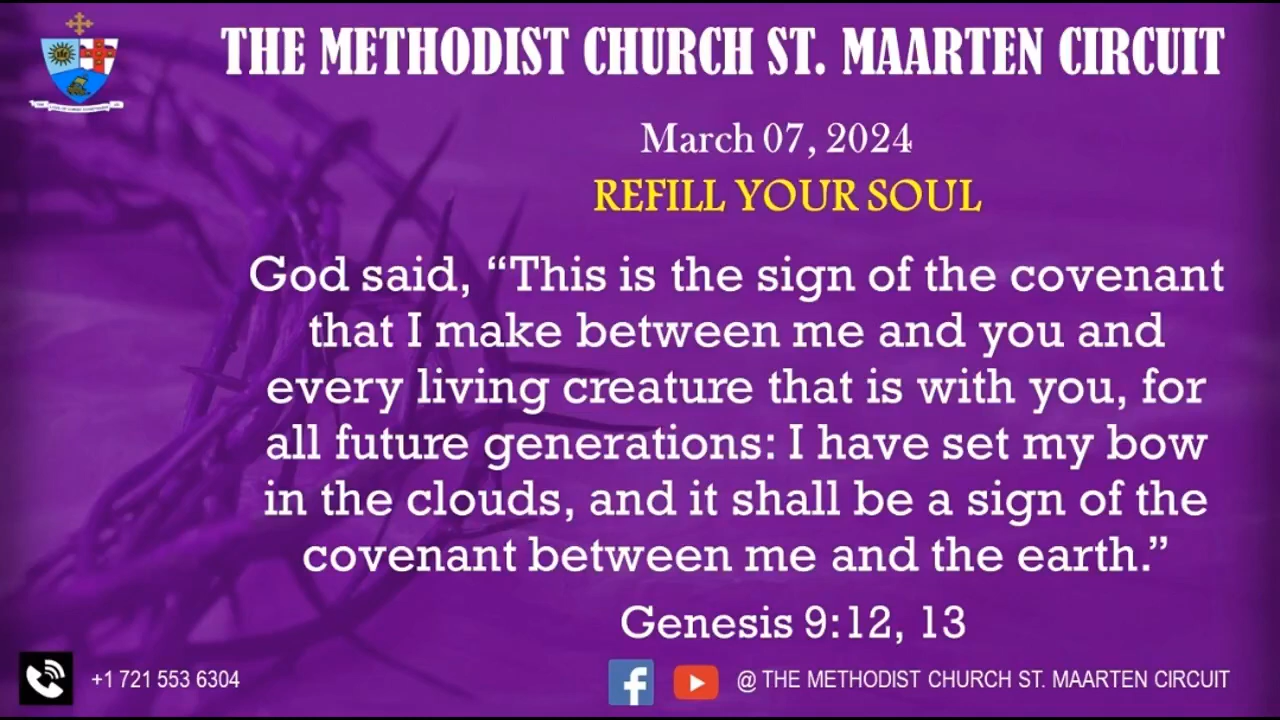 THE METHODIST CHURCH ST. MAARTEN CIRCUIT
March 07, 2024
REFILL YOUR SOUL
God said, “This is the sign of the covenant
that I make between me and you and
every living creature that is with you, for
all future generations: I have set my bow
in the clouds, and it shall be a sign of the
covenant between me and the earth.”
Genesis 9:12, 13
+1 721 553 6304
@ THE METHODIST CHURCH ST. MAARTEN CIRCUIT